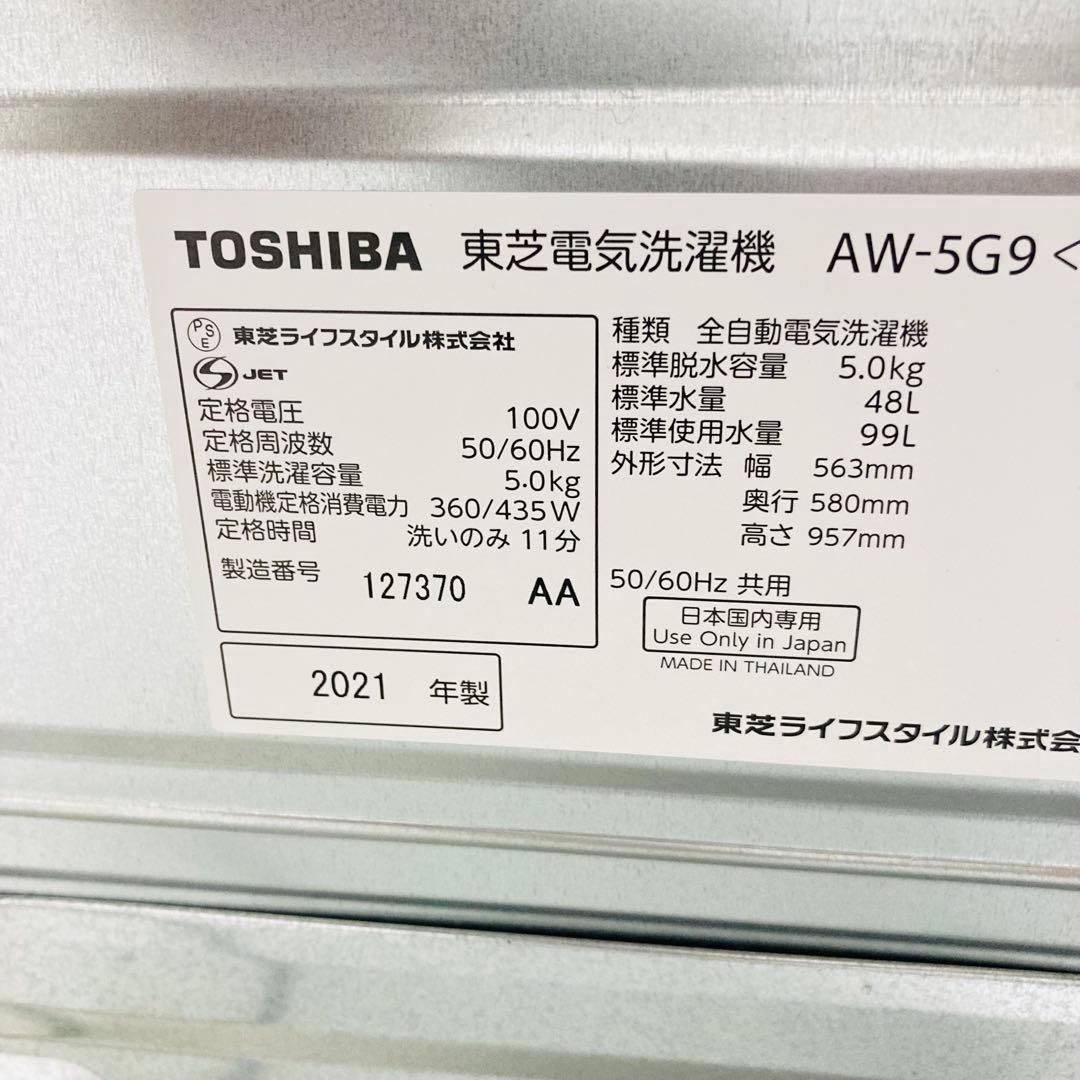 TOSHIBA 東芝電気洗濯機 AW-5G9<
PSE 東芝ライフスタイル株式会社
S JET
定格電圧 100V
定格周波数 50/60Hz
標準洗濯容量 5.0kg
電動機定格消費電力 360/435W
定格時間 洗いのみ 11分
製造番号 127370 AA
2021 年製
種類 全自動電気洗濯機
標準脱水容量 5.0kg
標準水量 48L
標準使用水量 99L
外形寸法 幅 563mm
奥行 580mm
高さ 957mm
50/60Hz 共用
日本国内専用
Use Only in Japan
MADE IN THAILAND
東芝ライフスタイル株式会